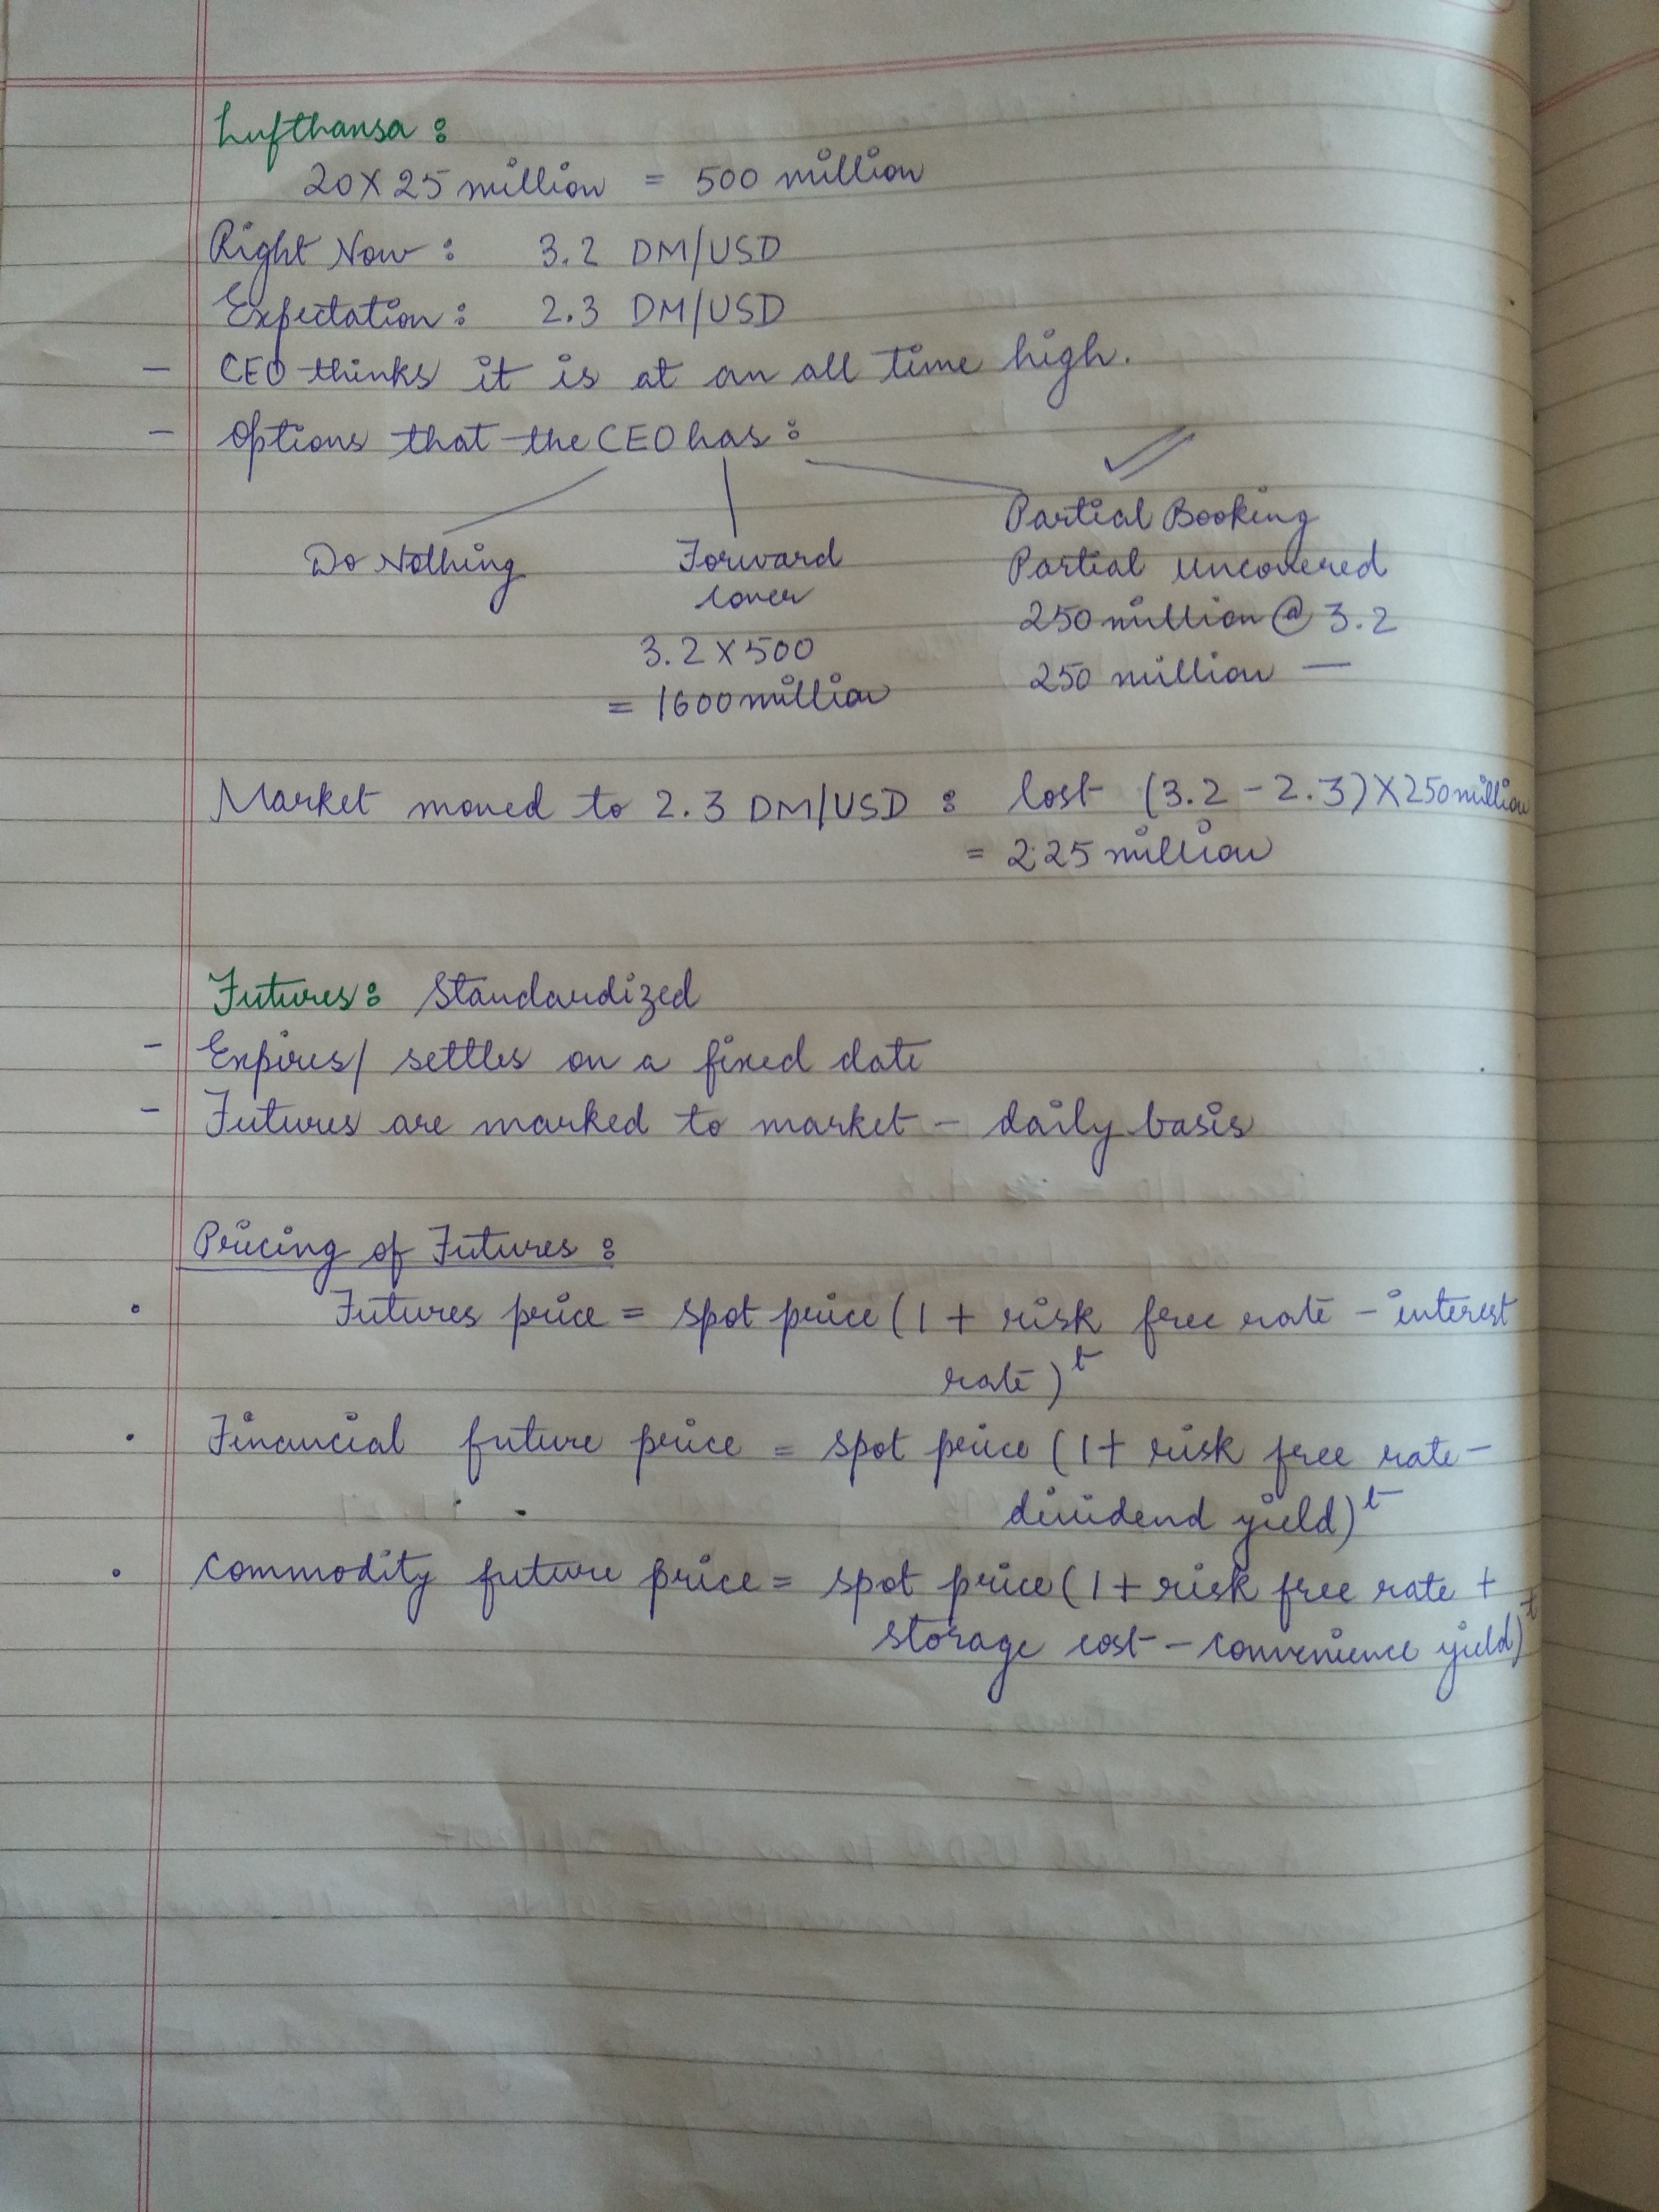 Lufthansa:
20 X 25 million = 500 million
Right Now: 3.2 DM/USD
Expectation: 2.3 DM/USD
- CEO thinks it is at an all time high.
- Options that the CEO has:
Do Nothing
Forward
cover
3.2 X 500
= 1600 million
Partial Booking
Partial uncovered
250 million @ 3.2
250 million —
Market moved to 2.3 DM/USD: lost (3.2 - 2.3) X 250 million
= 225 million
Futures: Standardized
- Expires/ settles on a fixed date
- Futures are marked to market - daily basis
Pricing of Futures:
• Futures price = spot price (1 + risk free rate - interest
rate)^t
• Financial future price = spot price (1 + risk free rate -
dividend yield)^t
• Commodity future price = spot price (1 + risk free rate +
storage cost - convenience yield)^t